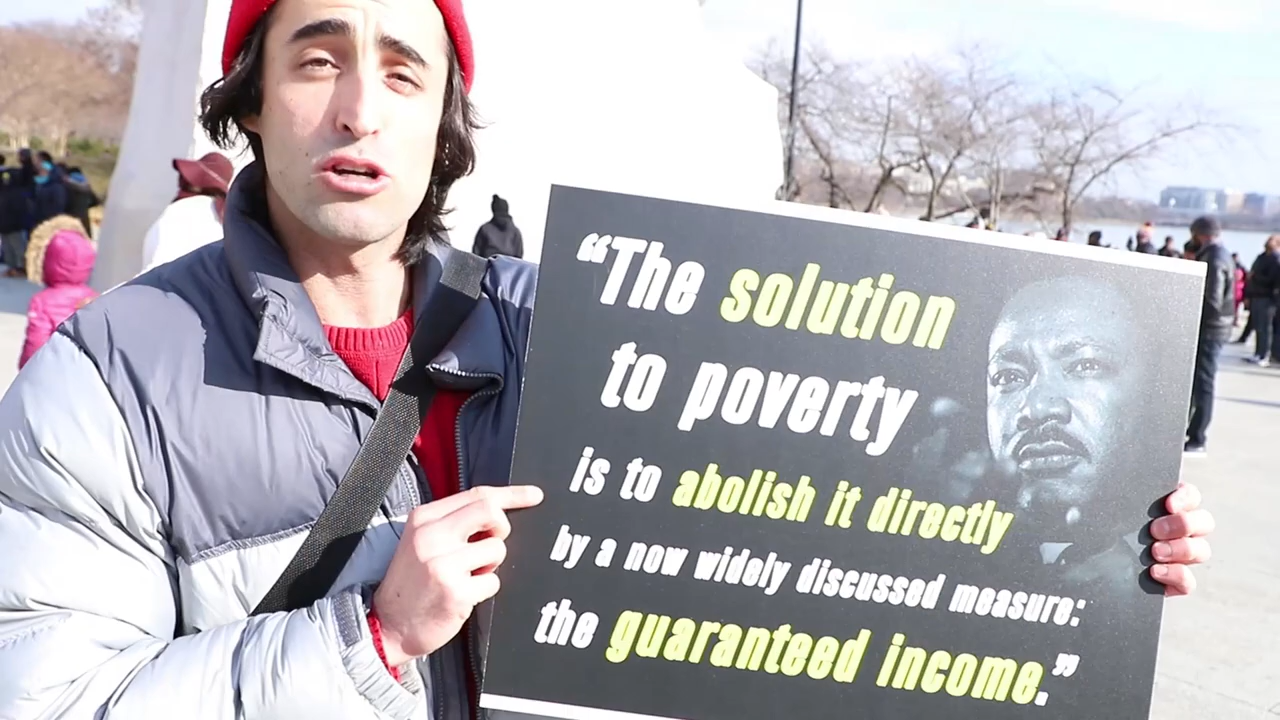 “The solution
to poverty
is to abolish it directly
by a now widely discussed measure:
the guaranteed income.”